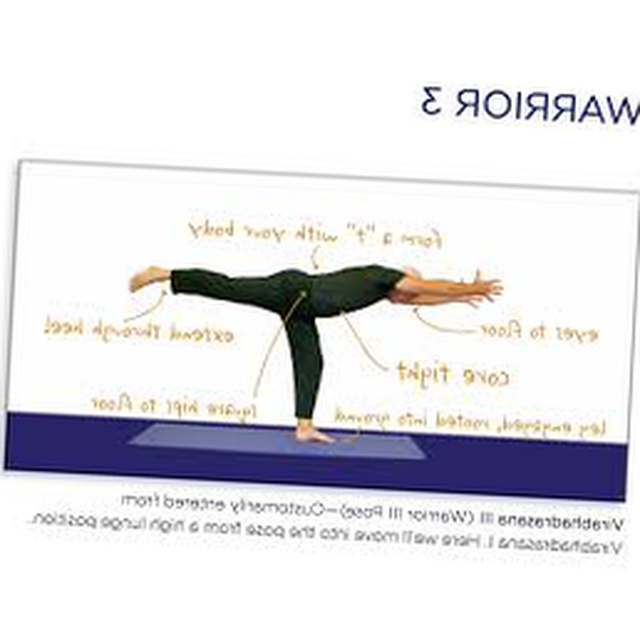 WARRIOR 3
form a "t" with your body
eyes to floor
extend through heel
core tight
square hips to floor
leg engaged, rooted into ground
Virabhadrasana III (Warrior III Pose)—Customarily entered from
Virabhadrasana I. Here we'll move into the pose from a high lunge position.